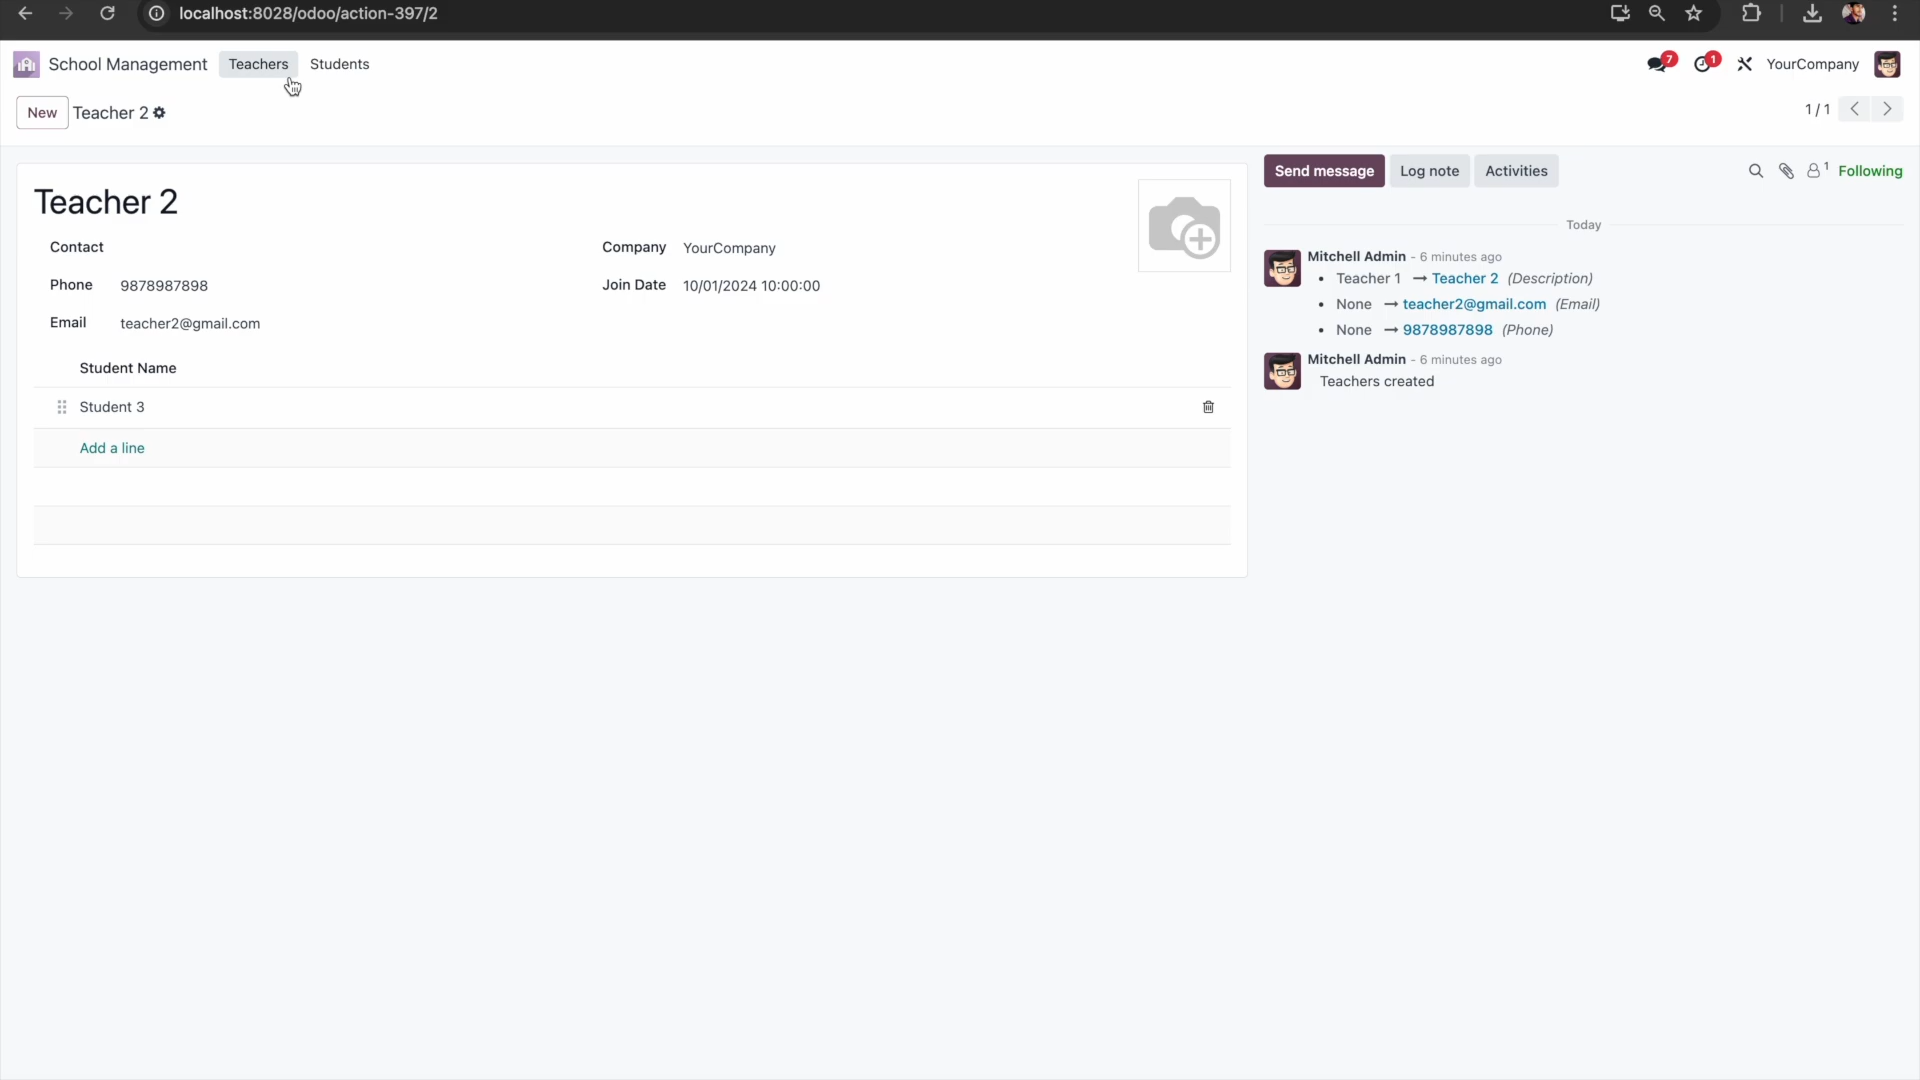 localhost:8028/odoo/action-397/2
School Management Teachers Students
7 1 YourCompany
New Teacher 2
1 / 1
Teacher 2
Contact
Company YourCompany
Phone 9878987898
Join Date 10/01/2024 10:00:00
Email teacher2@gmail.com
Student Name
Student 3
Add a line
Send message Log note Activities
1 Following
Today
Mitchell Admin - 6 minutes ago
• Teacher 1 → Teacher 2 (Description)
• None → teacher2@gmail.com (Email)
• None → 9878987898 (Phone)
Mitchell Admin - 6 minutes ago
Teachers created